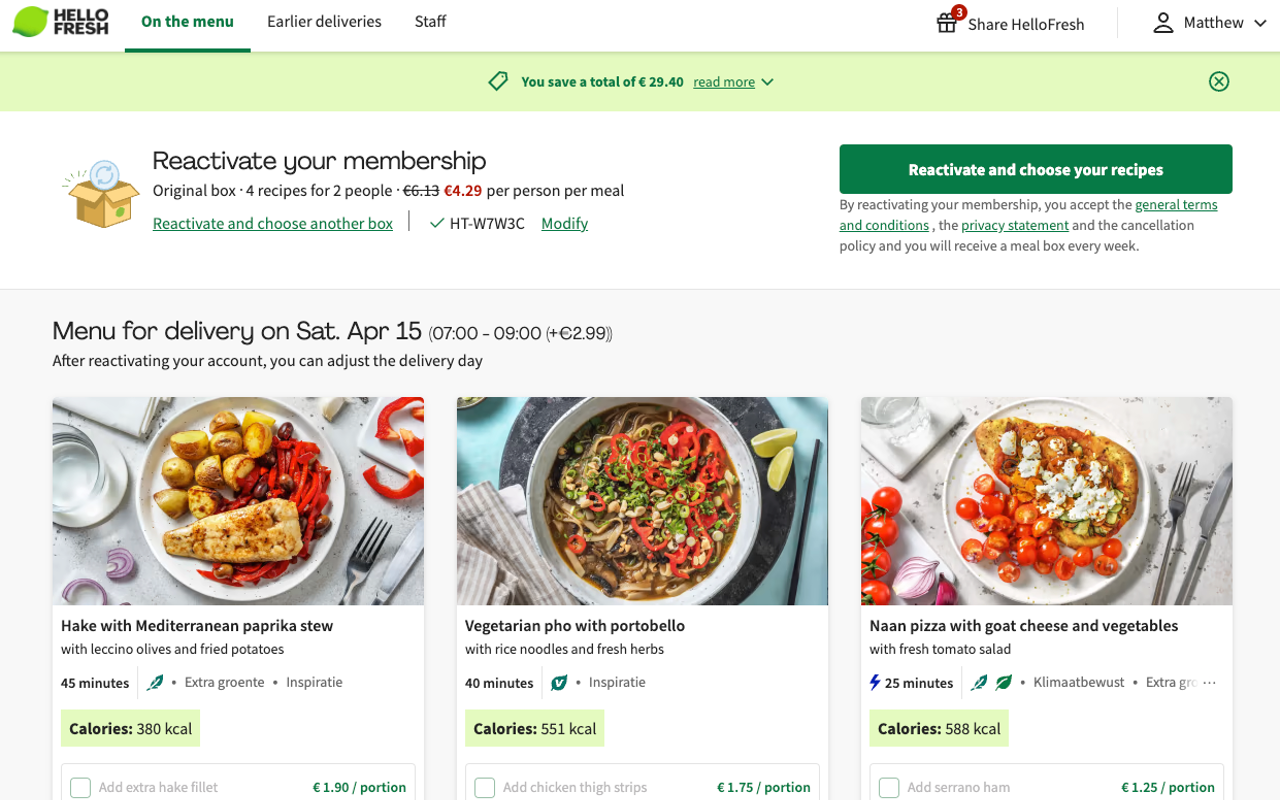 HELLO
FRESH
On the menu
Earlier deliveries
Staff
3
Share HelloFresh
Matthew
You save a total of € 29.40 read more
Reactivate your membership
Original box · 4 recipes for 2 people · €6.13 €4.29 per person per meal
Reactivate and choose another box
HT-W7W3C
Modify
Reactivate and choose your recipes
By reactivating your membership, you accept the general terms
and conditions , the privacy statement and the cancellation
policy and you will receive a meal box every week.
Menu for delivery on Sat. Apr 15 (07:00 - 09:00 (+€2.99))
After reactivating your account, you can adjust the delivery day
Hake with Mediterranean paprika stew
with leccino olives and fried potatoes
45 minutes • Extra groente • Inspiratie
Calories: 380 kcal
Add extra hake fillet € 1.90 / portion
Vegetarian pho with portobello
with rice noodles and fresh herbs
40 minutes • Inspiratie
Calories: 551 kcal
Add chicken thigh strips € 1.75 / portion
Naan pizza with goat cheese and vegetables
with fresh tomato salad
25 minutes • Klimaatbewust • Extra gro ···
Calories: 588 kcal
Add serrano ham € 1.25 / portion